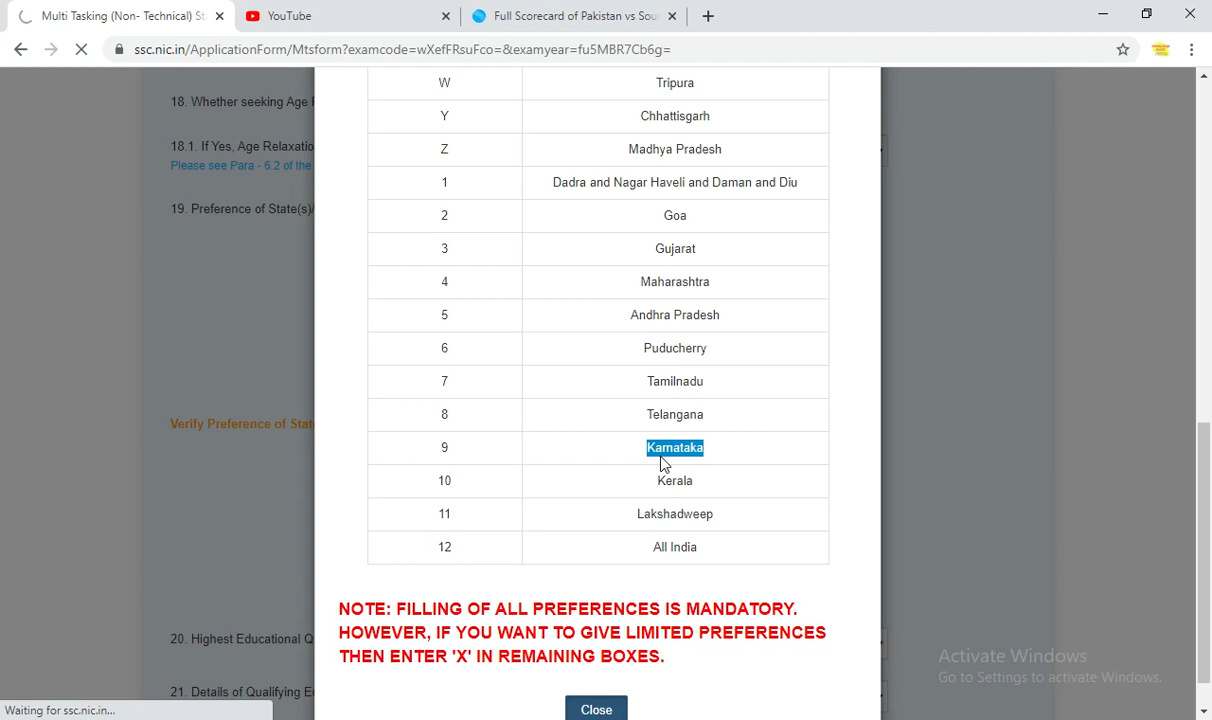 Multi Tasking (Non- Technical) St
YouTube
Full Scorecard of Pakistan vs Sou
ssc.nic.in/ApplicationForm/Mtsform?examcode=wXefFRsuFco=&examyear=fu5MBR7Cb6g=
W Tripura
18. Whether seeking Age
Y Chhattisgarh
18.1. If Yes, Age Relaxatio
Z Madhya Pradesh
Please see Para - 6.2 of the
1 Dadra and Nagar Haveli and Daman and Diu
19. Preference of State(s)/
2 Goa
3 Gujarat
4 Maharashtra
5 Andhra Pradesh
6 Puducherry
7 Tamilnadu
8 Telangana
Verify Preference of Stat
9 Karnataka
10 Kerala
11 Lakshadweep
12 All India
NOTE: FILLING OF ALL PREFERENCES IS MANDATORY.
HOWEVER, IF YOU WANT TO GIVE LIMITED PREFERENCES
THEN ENTER 'X' IN REMAINING BOXES.
20. Highest Educational Q
21. Details of Qualifying E
Close
Activate Windows
Go to Settings to activate Windows.
Waiting for ssc.nic.in...